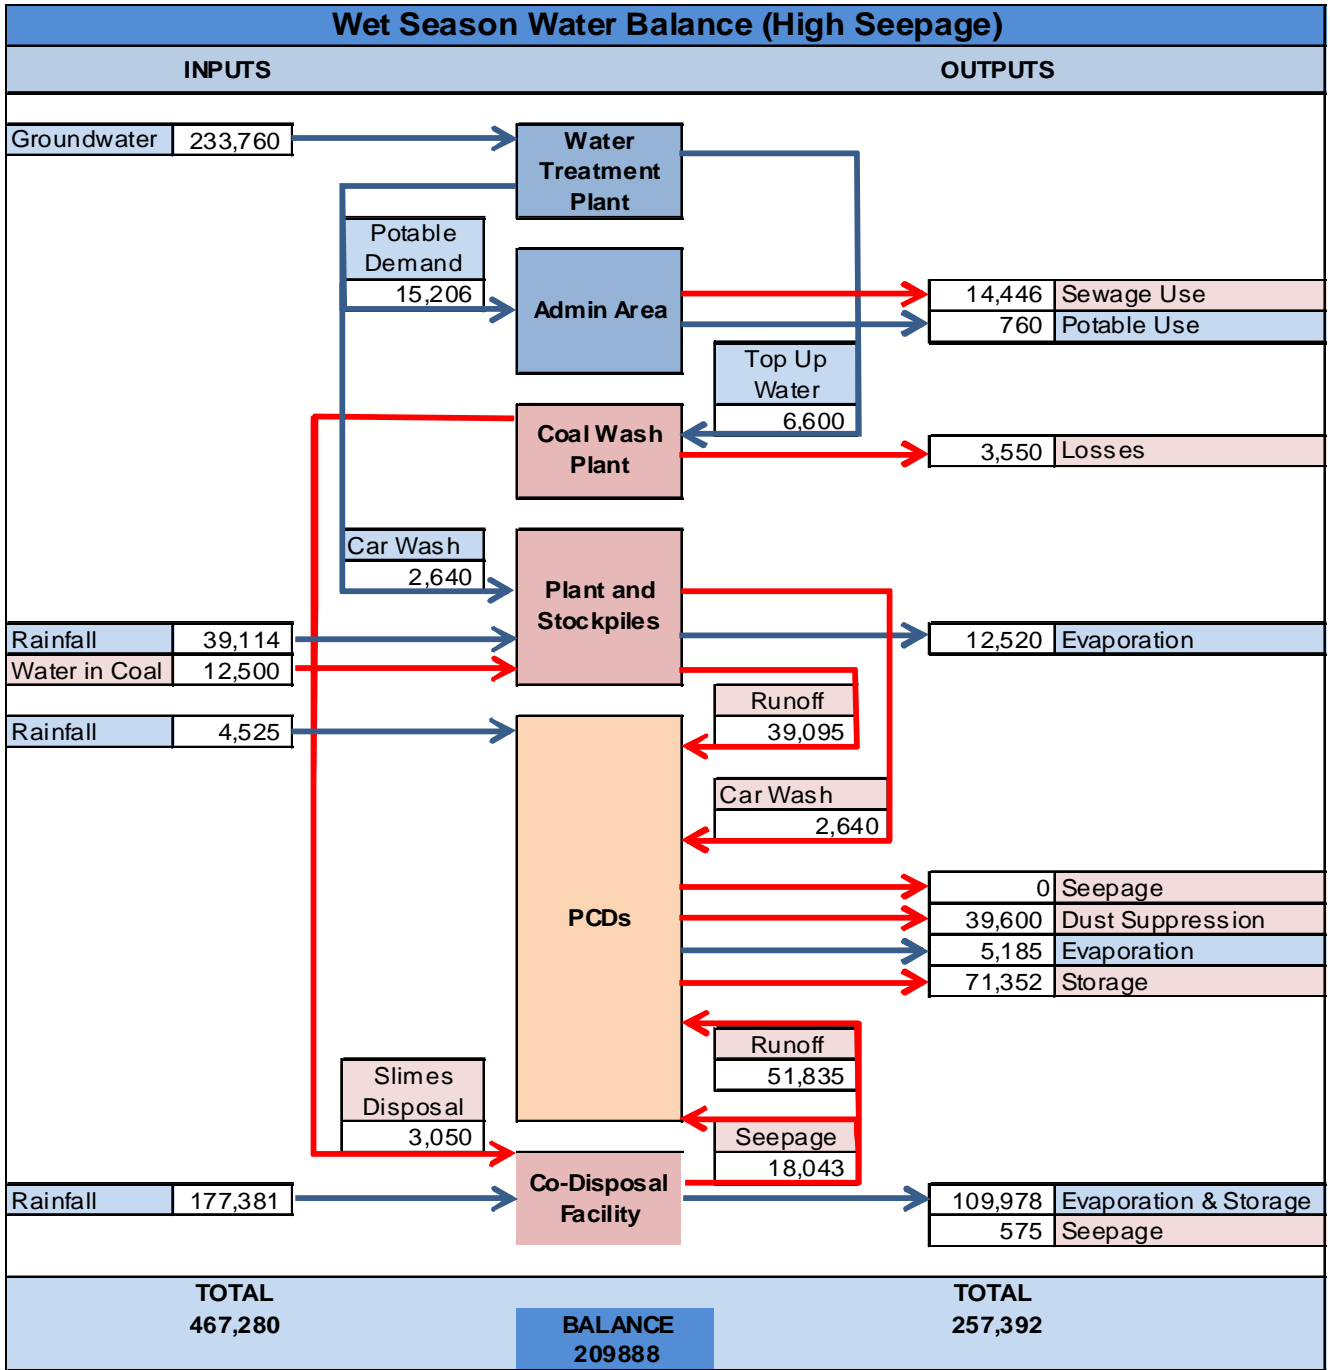 Wet Season Water Balance (High Seepage)
INPUTS
OUTPUTS
Groundwater 233,760
Water
Treatment
Plant
Potable
Demand
15,206
Admin Area
14,446 Sewage Use
760 Potable Use
Top Up
Water
6,600
Coal Wash
Plant
3,550 Losses
Car Wash
2,640
Plant and
Stockpiles
Rainfall 39,114
Water in Coal 12,500
12,520 Evaporation
Runoff
39,095
Rainfall 4,525
Car Wash
2,640
PCDs
0 Seepage
39,600 Dust Suppression
5,185 Evaporation
71,352 Storage
Runoff
51,835
Slimes
Disposal
3,050
Seepage
18,043
Rainfall 177,381
Co-Disposal
Facility
109,978 Evaporation & Storage
575 Seepage
TOTAL
467,280
BALANCE
209888
TOTAL
257,392